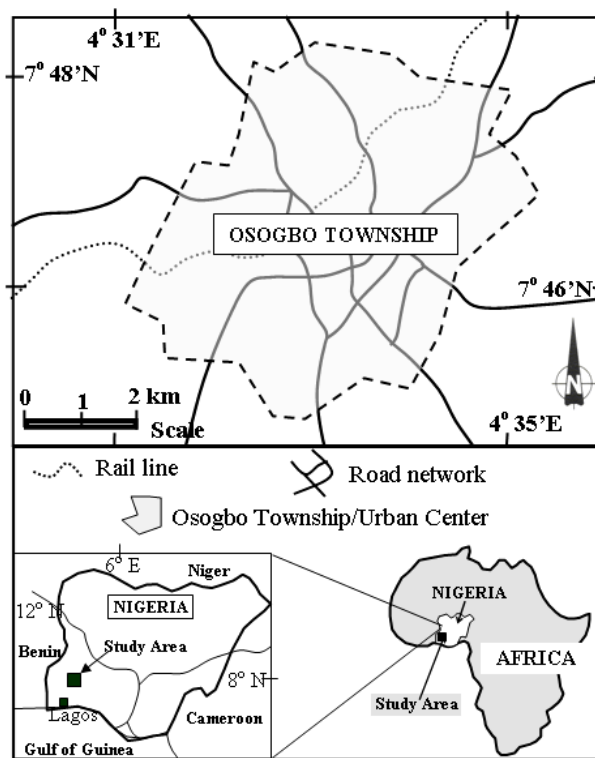 4° 31'E
7° 48'N
OSOGBO TOWNSHIP
7° 46'N
N
0 1 2 km
Scale
4° 35'E
Rail line
Road network
Osogbo Township/Urban Center
6° E
Niger
12° N
NIGERIA
Benin
Study Area
8° N
Lagos
Cameroon
Gulf of Guinea
NIGERIA
AFRICA
Study Area